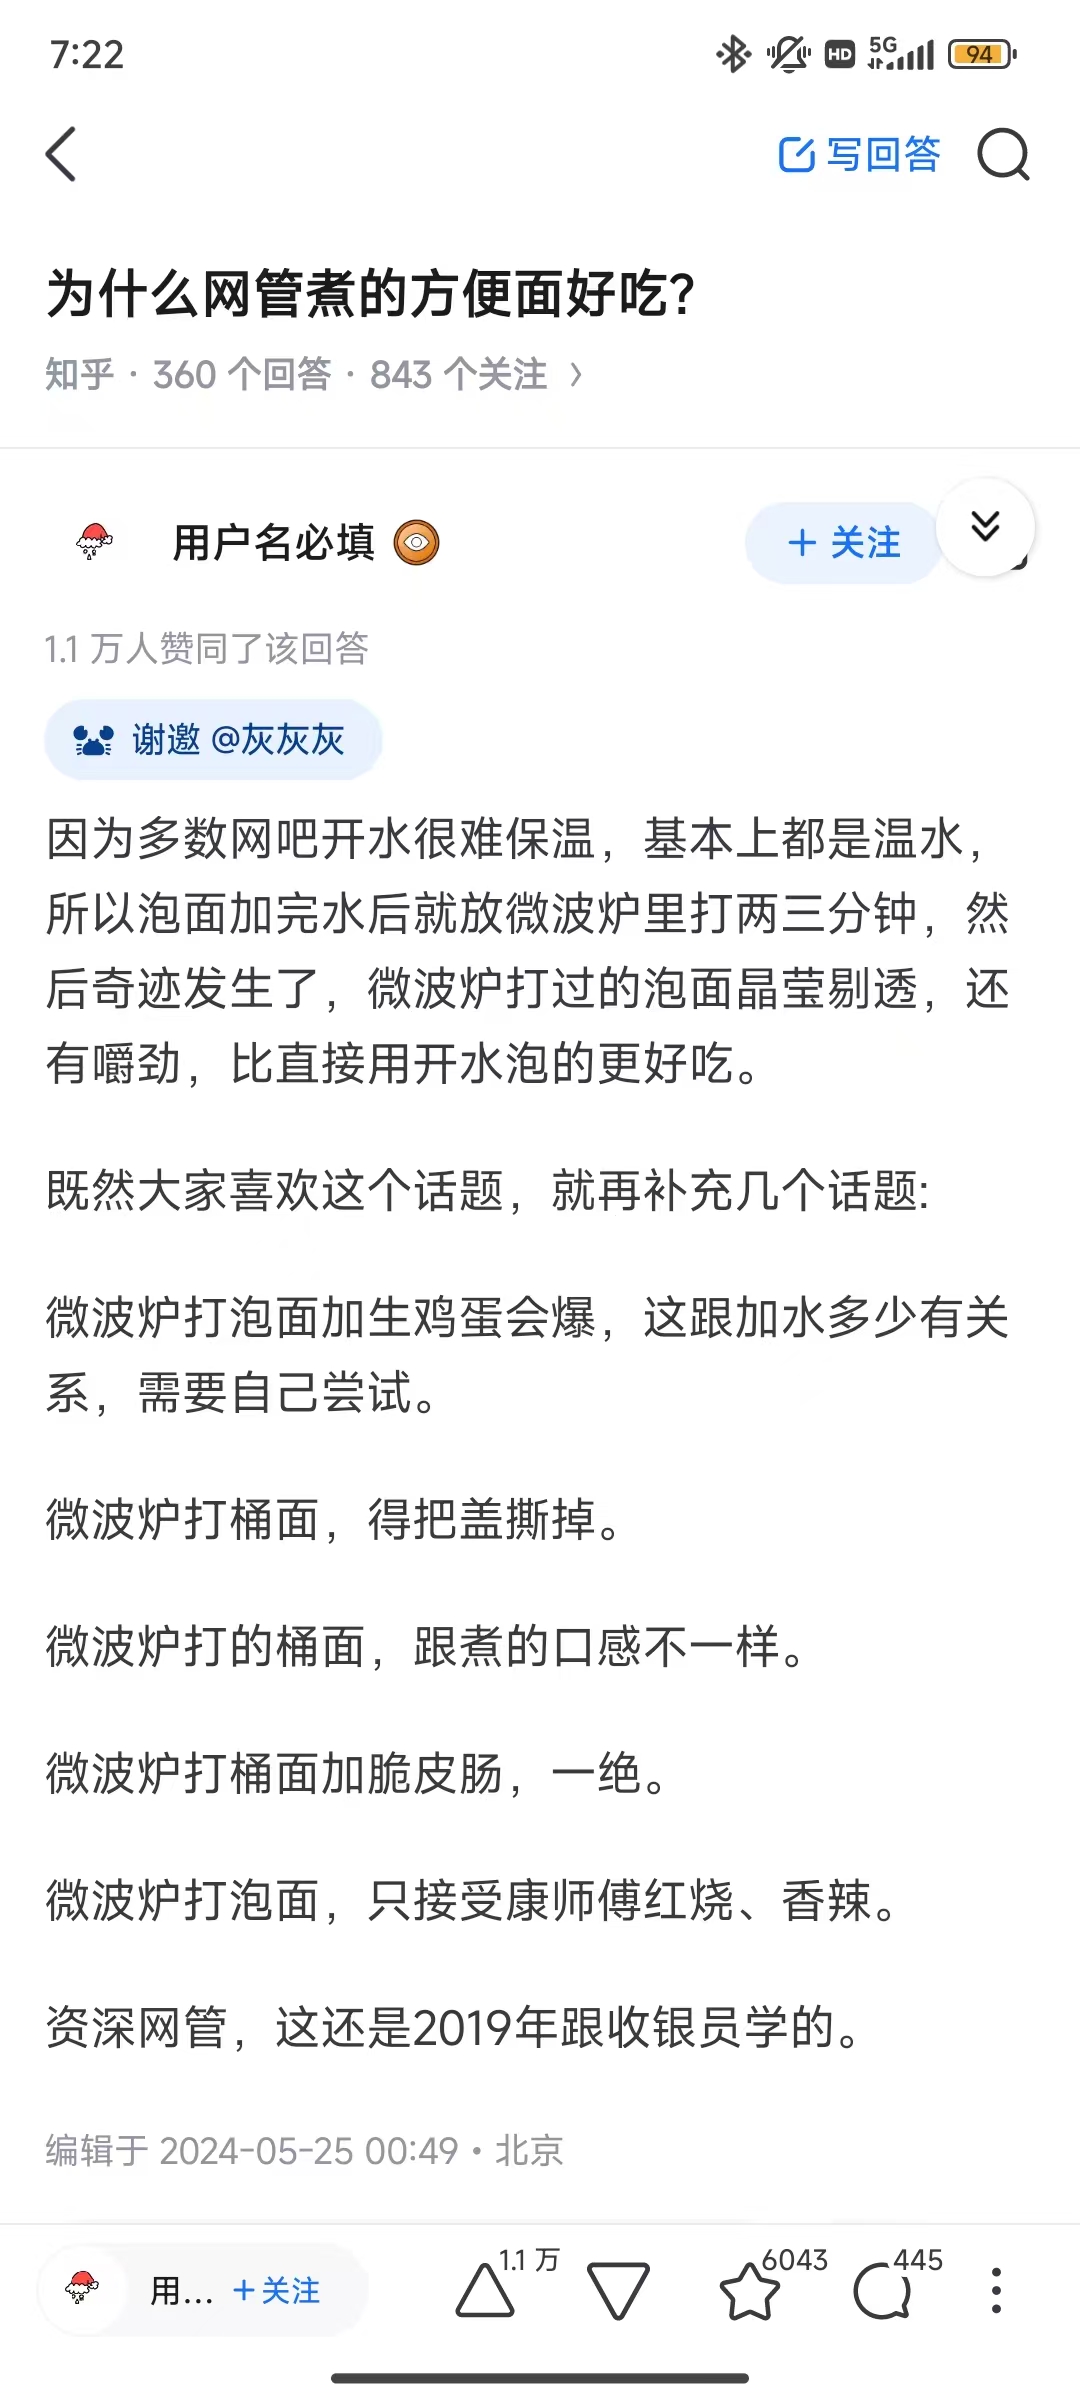 7:22
HD 5G 94
写回答
为什么网管煮的方便面好吃?
知乎 · 360 个回答 · 843 个关注 >
用户名必填
+ 关注
1.1 万人赞同了该回答
谢邀 @灰灰灰
因为多数网吧开水很难保温，基本上都是温水，
所以泡面加完水后就放微波炉里打两三分钟，然
后奇迹发生了，微波炉打过的泡面晶莹剔透，还
有嚼劲，比直接用开水泡的更好吃。
既然大家喜欢这个话题，就再补充几个话题:
微波炉打泡面加生鸡蛋会爆，这跟加水多少有关
系，需要自己尝试。
微波炉打桶面，得把盖撕掉。
微波炉打的桶面，跟煮的口感不一样。
微波炉打桶面加脆皮肠，一绝。
微波炉打泡面，只接受康师傅红烧、香辣。
资深网管，这还是2019年跟收银员学的。
编辑于 2024-05-25 00:49 · 北京
用... +关注
1.1 万
6043
445